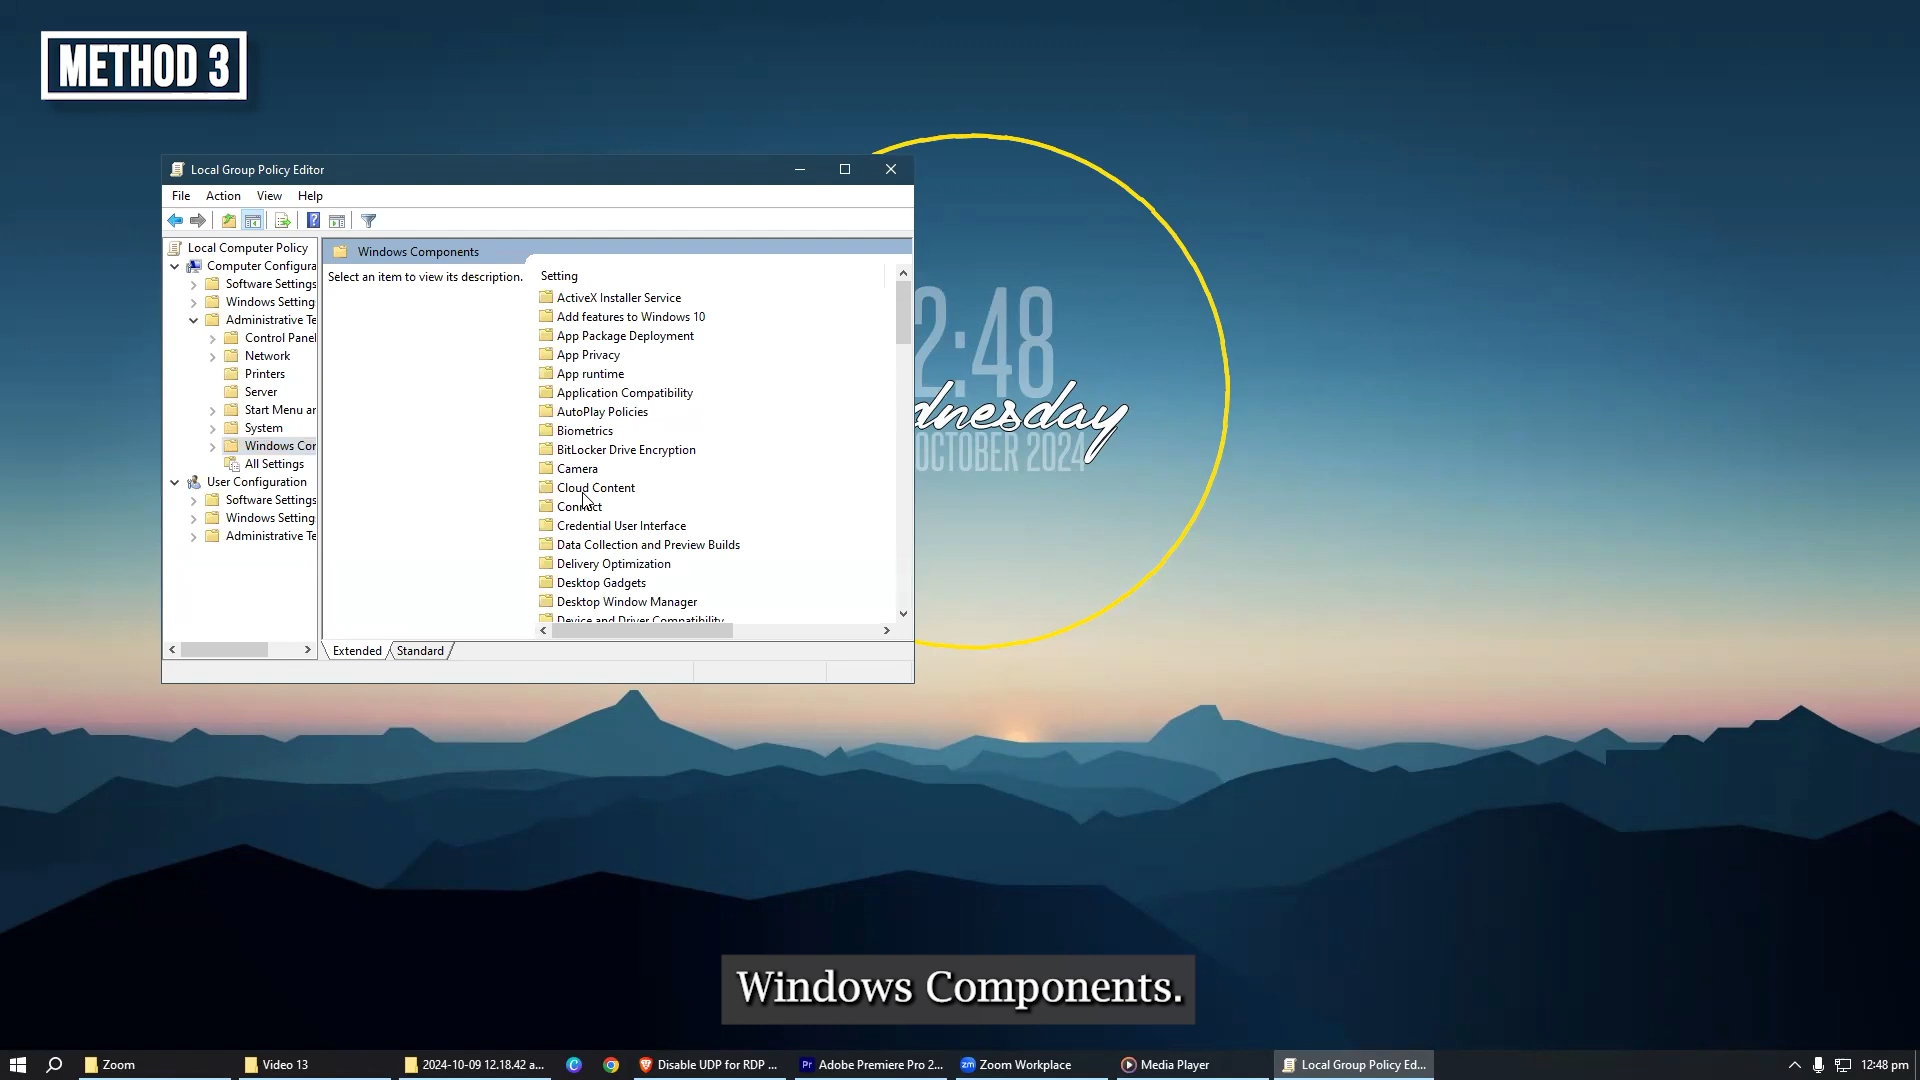 METHOD 3
Local Group Policy Editor
File Action View Help
Local Computer Policy
Computer Configura
Software Settings
Windows Setting
Administrative Te
Control Panel
Network
Printers
Server
Start Menu ar
System
Windows Cor
All Settings
User Configuration
Software Settings
Windows Setting
Administrative Te
Windows Components
Select an item to view its description.
Setting
ActiveX Installer Service
Add features to Windows 10
App Package Deployment
App Privacy
App runtime
Application Compatibility
AutoPlay Policies
Biometrics
BitLocker Drive Encryption
Camera
Cloud Content
Connect
Credential User Interface
Data Collection and Preview Builds
Delivery Optimization
Desktop Gadgets
Desktop Window Manager
Device and Driver Compatibility
Extended Standard
2:48
dnesday
OCTOBER 2024
Windows Components.
Zoom Video 13 2024-10-09 12.18.42 a... Disable UDP for RDP ... Pr Adobe Premiere Pro 2... zm Zoom Workplace Media Player Local Group Policy Ed... 12:48 pm